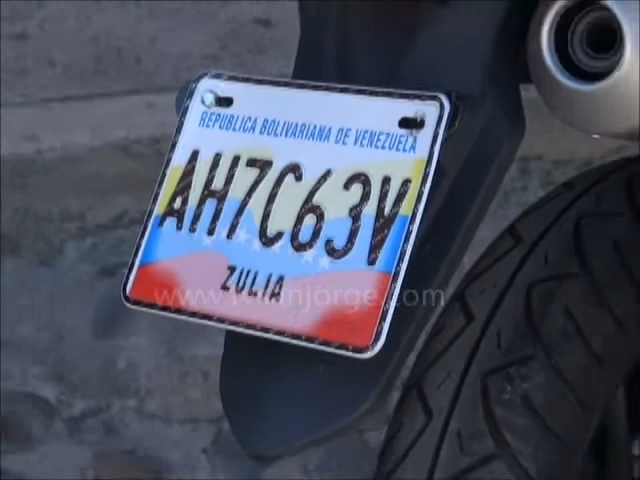 REPUBLICA BOLIVARIANA DE VENEZUELA
AH7C63V
ZULIA